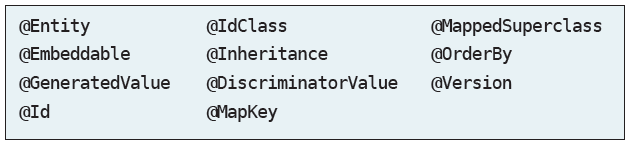 @Entity @IdClass @MappedSuperclass
@Embeddable @Inheritance @OrderBy
@GeneratedValue @DiscriminatorValue @Version
@Id @MapKey